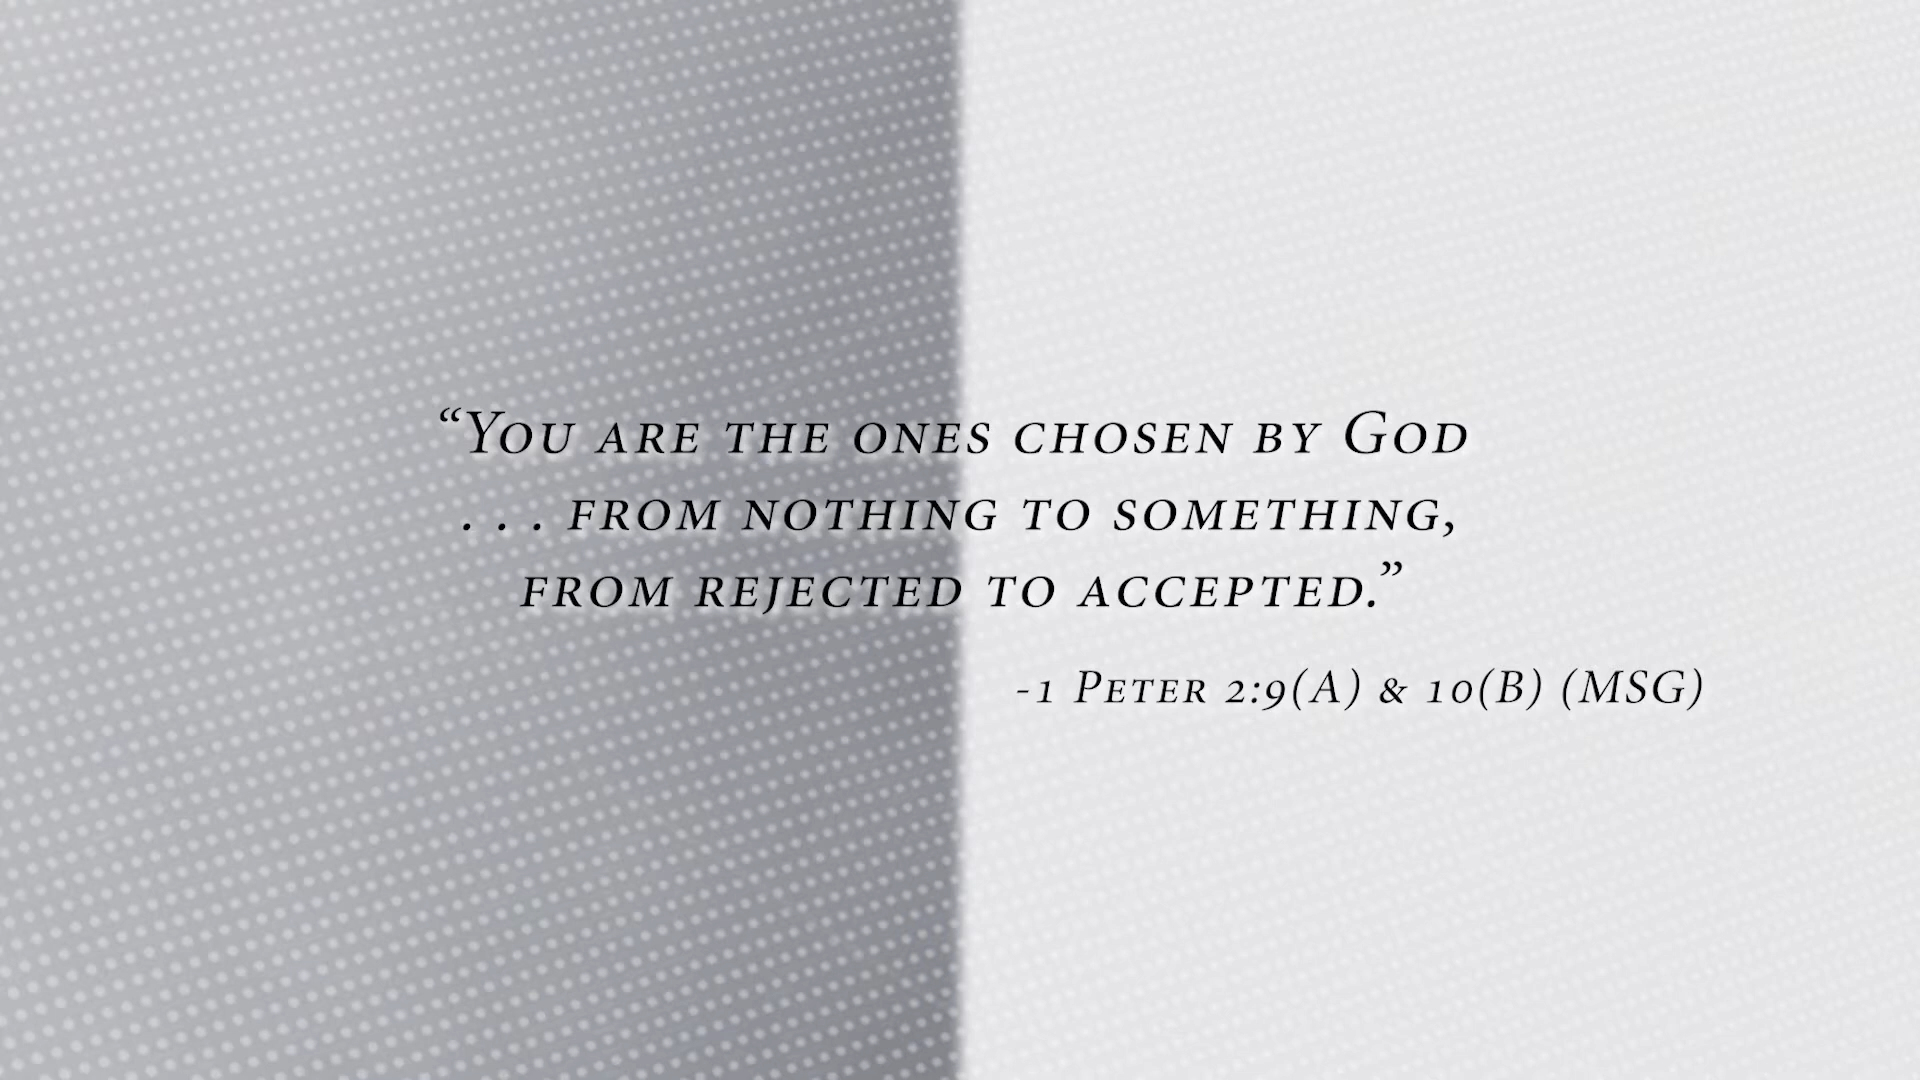 “You are the ones chosen by God
. . . from nothing to something,
from rejected to accepted.”
-1 Peter 2:9(A) & 10(B) (MSG)